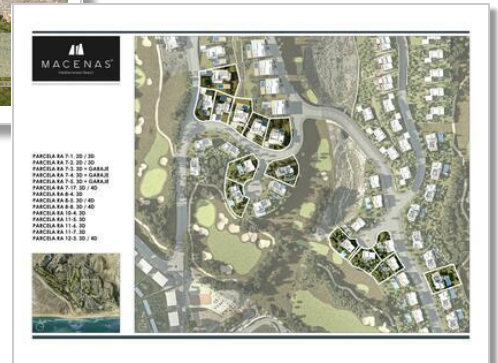 MACENAS
Mediterranean Resort
PARCELA RA 7-1, 2D / 3D
PARCELA RA 7-2, 2D / 3D
PARCELA RA 7-3, 3D + GARAJE
PARCELA RA 7-4, 3D + GARAJE
PARCELA RA 7-5, 3D + GARAJE
PARCELA RA 7-17, 3D / 4D
PARCELA RA 8-4, 3D
PARCELA RA 8-5, 3D / 4D
PARCELA RA 8-8, 3D / 4D
PARCELA RA 10-4, 3D
PARCELA RA 11-5, 3D
PARCELA RA 11-6, 3D
PARCELA RA 11-7, 3D
PARCELA RA 12-3, 3D / 4D